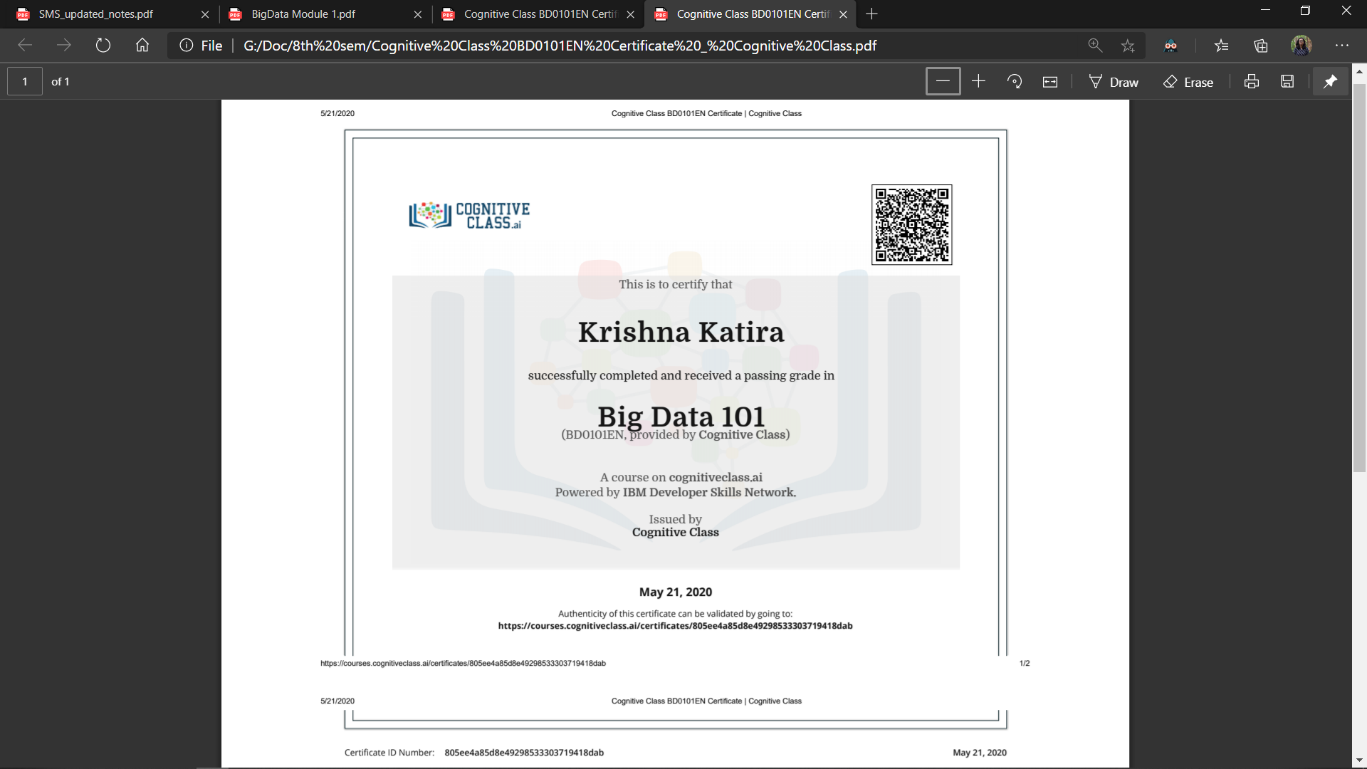 SMS_updated_notes.pdf
BigData Module 1.pdf
Cognitive Class BD0101EN Certif
Cognitive Class BD0101EN Certif
File
G:/Doc/8th%20sem/Cognitive%20Class%20BD0101EN%20Certificate%20_%20Cognitive%20Class.pdf
1 of 1
Draw
Erase
5/21/2020 Cognitive Class BD0101EN Certificate | Cognitive Class
COGNITIVE
CLASS.ai
This is to certify that
Krishna Katira
successfully completed and received a passing grade in
Big Data 101
(BD0101EN, provided by Cognitive Class)
A course on cognitiveclass.ai
Powered by IBM Developer Skills Network.
Issued by
Cognitive Class
May 21, 2020
Authenticity of this certificate can be validated by going to:
https://courses.cognitiveclass.ai/certificates/805ee4a85d8e49298533303719418dab
https://courses.cognitiveclass.ai/certificates/805ee4a85d8e49298533303719418dab 1/2
5/21/2020 Cognitive Class BD0101EN Certificate | Cognitive Class
Certificate ID Number: 805ee4a85d8e49298533303719418dab May 21, 2020